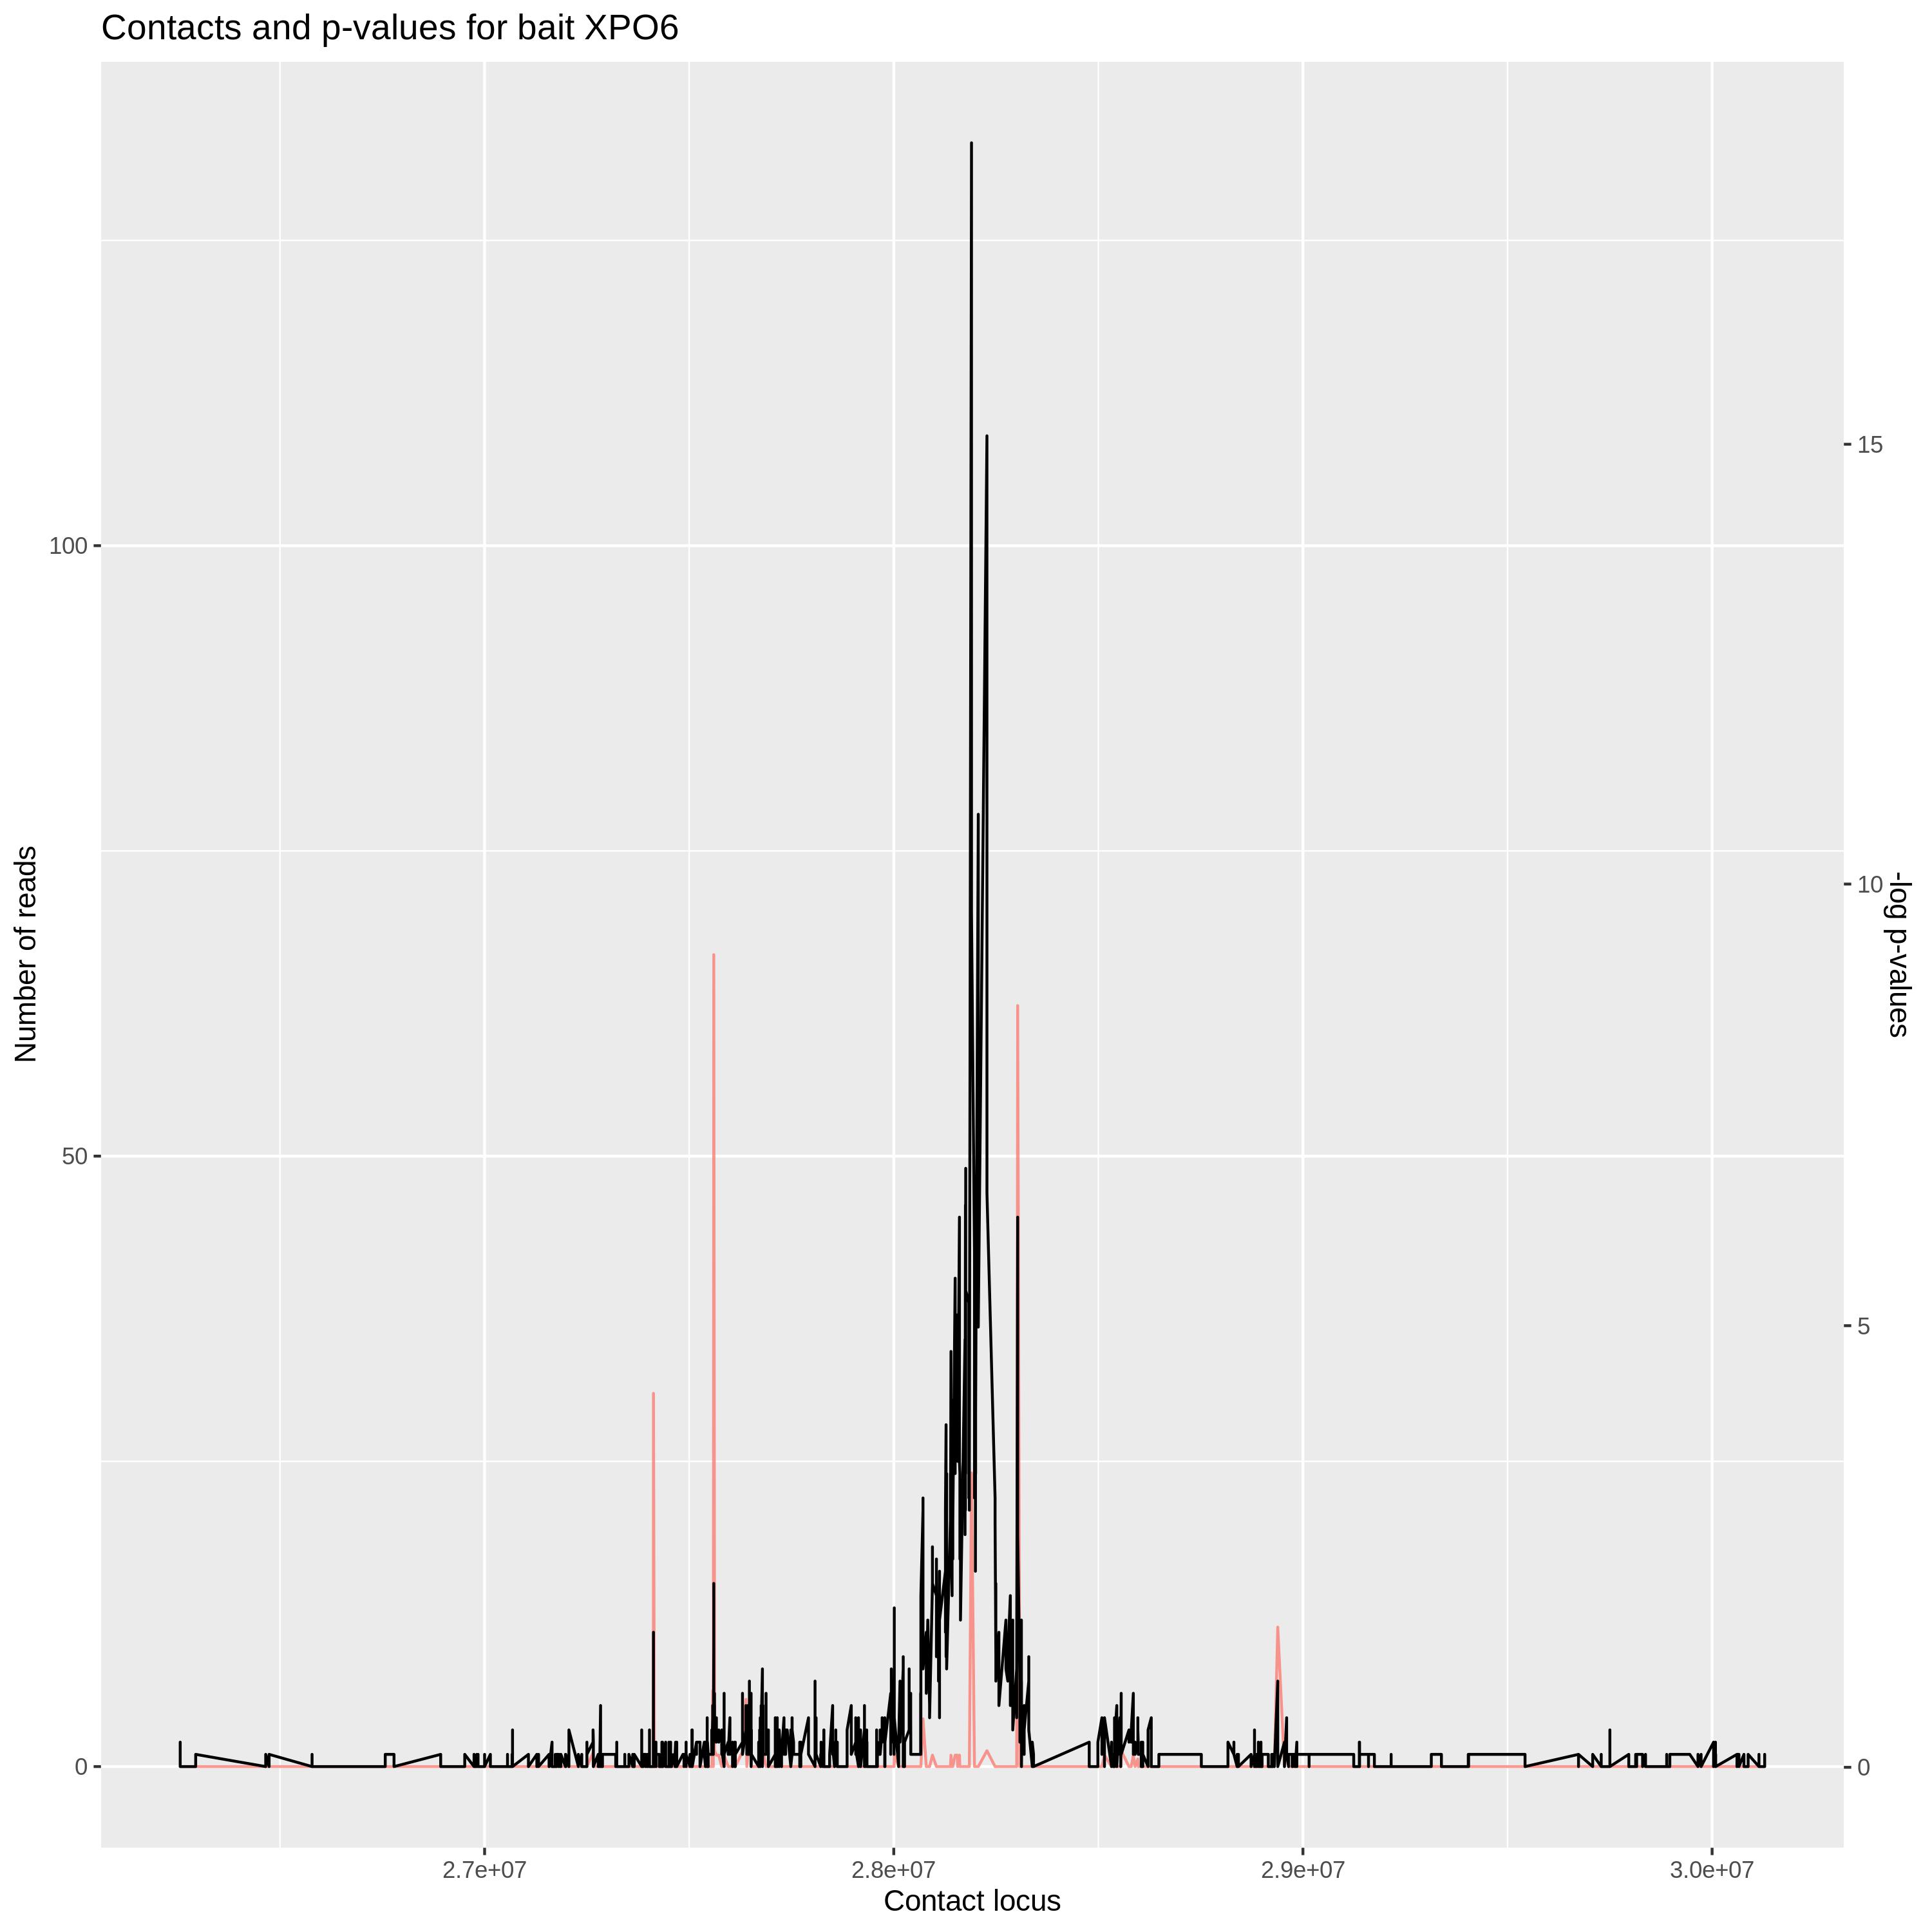 Contacts and p-values for bait XPO6
Number of reads
100
50
0
15
10
5
0
-log p-values
2.7e+07
2.8e+07
2.9e+07
3.0e+07
Contact locus